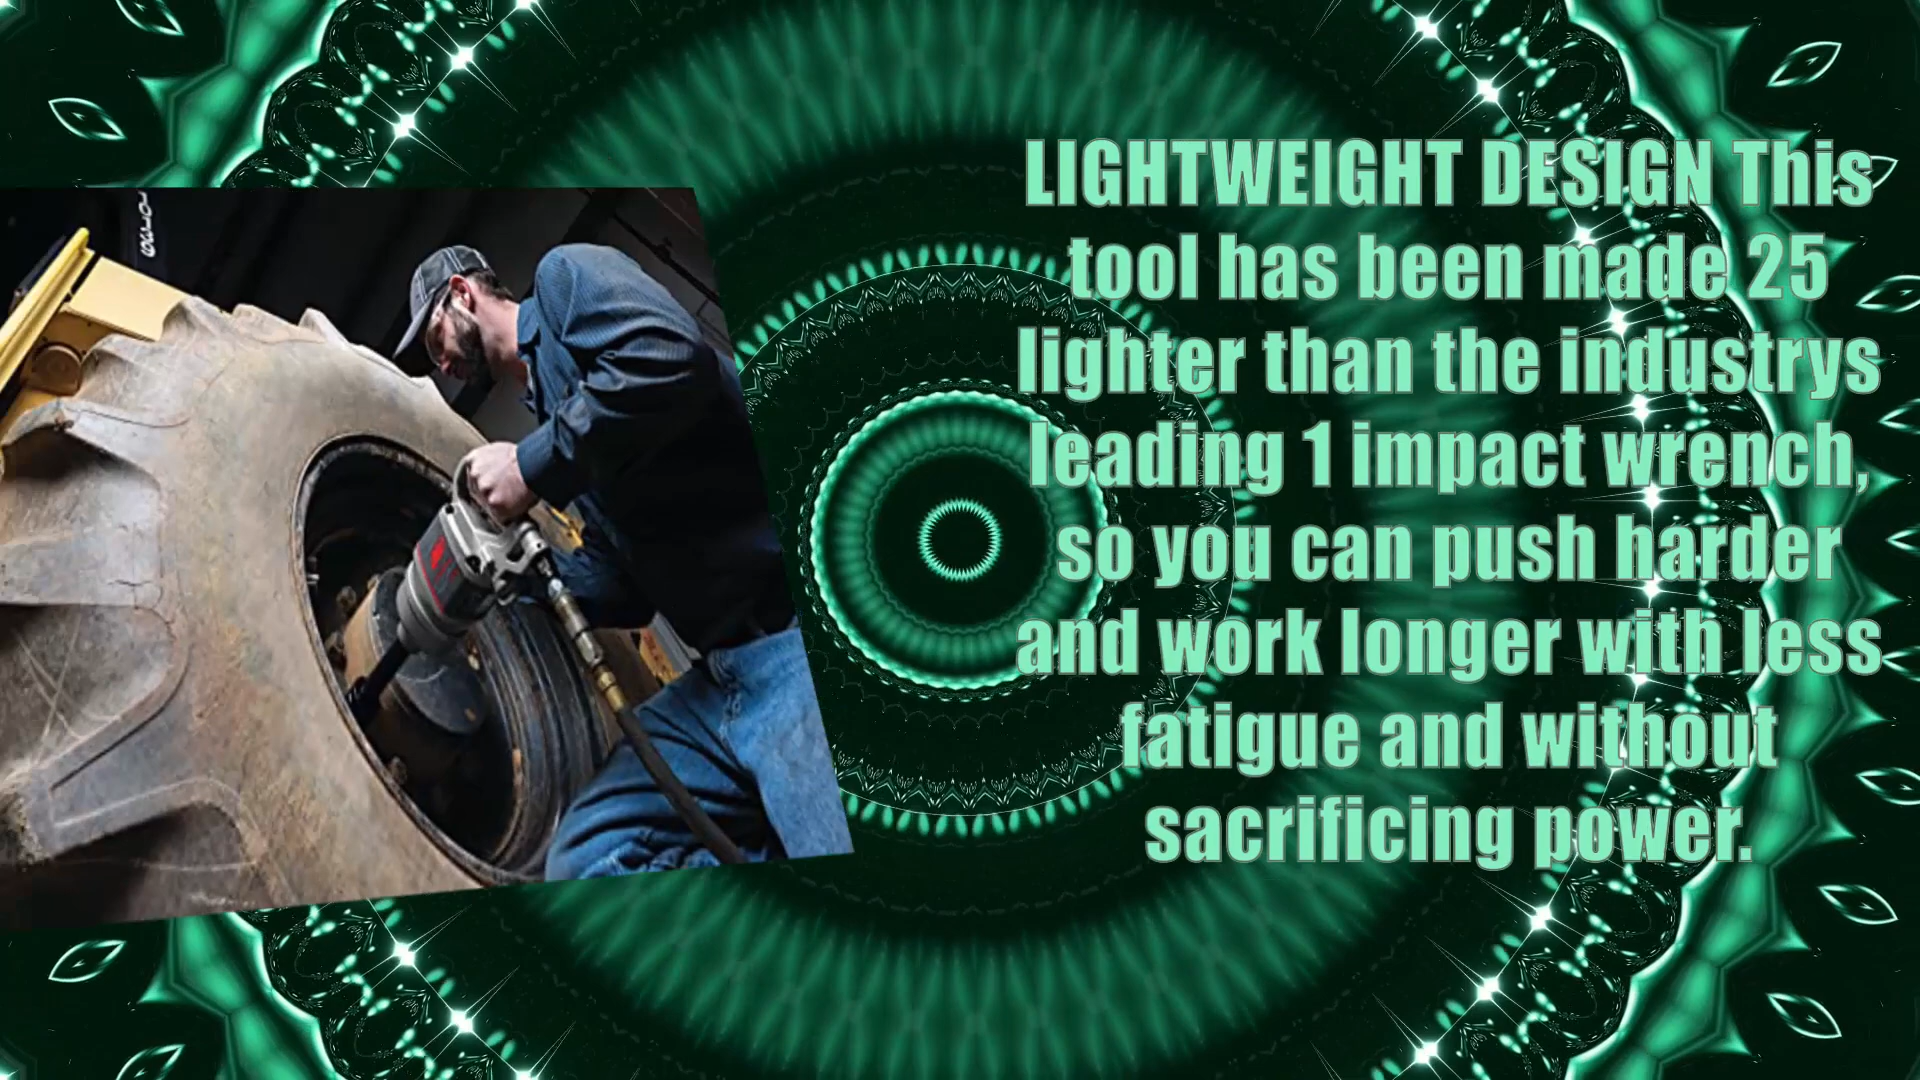 LIGHTWEIGHT DESIGN This
tool has been made 25
lighter than the industrys
leading 1 impact wrench,
so you can push harder
and work longer with less
fatigue and without
sacrificing power.